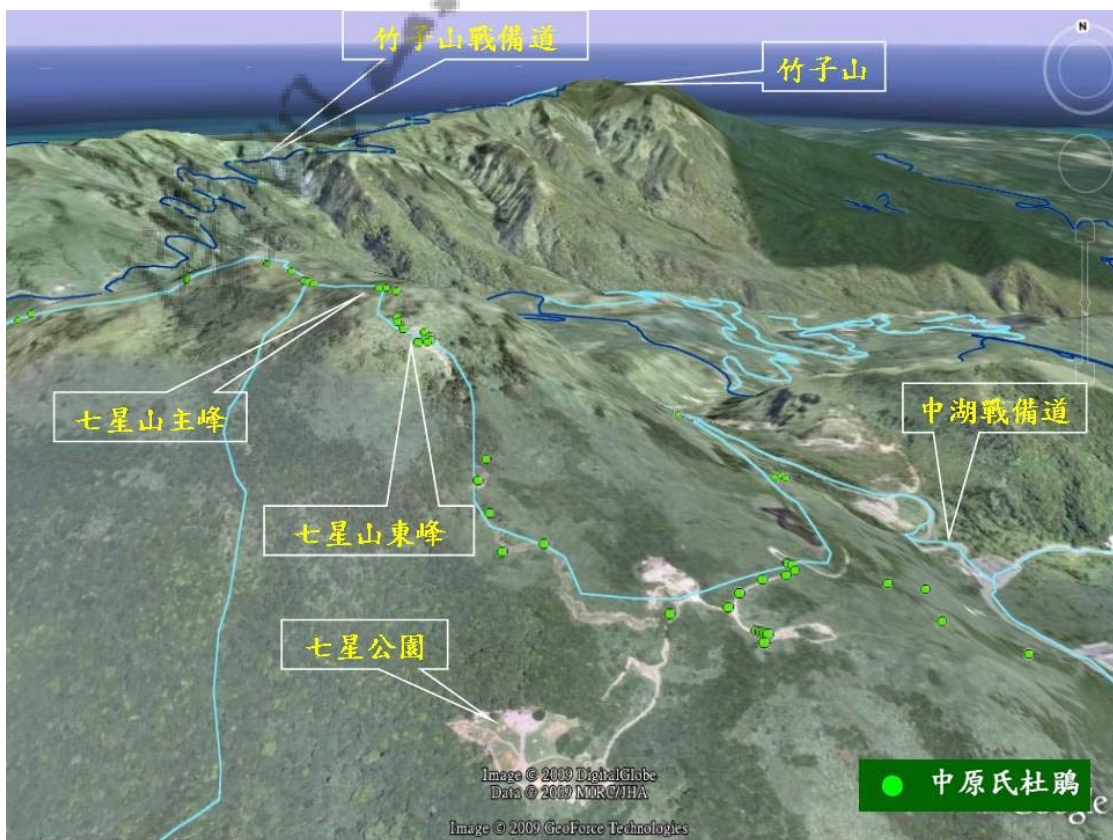 N
竹子山戰備道
竹子山
七星山主峰
中湖戰備道
七星山東峰
七星公園
Image © 2009 DigitalGlobe
Data © 2009 MIRC/JHA
中原氏杜鵑
Image © 2009 GeoForce Technologies